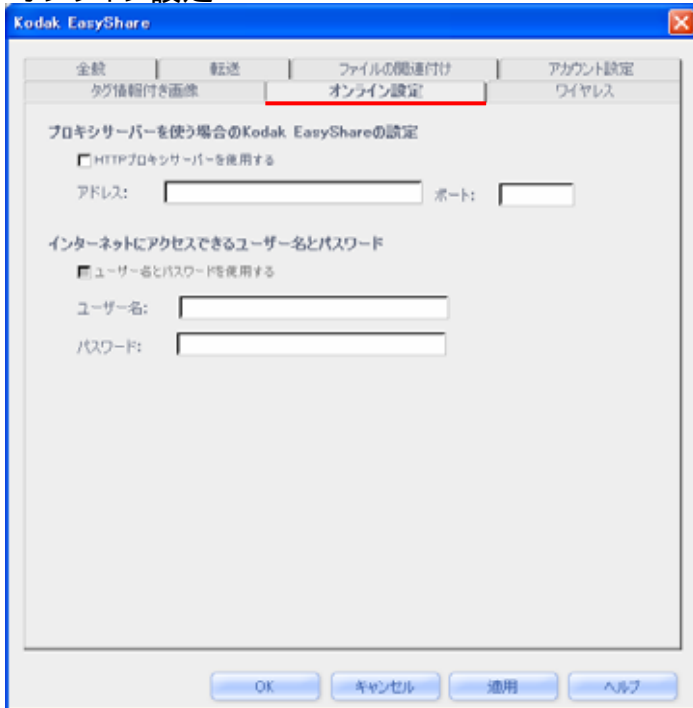 Kodak EasyShare
全般 転送 ファイルの関連付け アカウント設定
タグ情報付き画像 オンライン設定 ワイヤレス
プロキシサーバーを使う場合のKodak EasyShareの設定
HTTPプロキシサーバーを使用する
アドレス: ポート:
インターネットにアクセスできるユーザー名とパスワード
ユーザー名とパスワードを使用する
ユーザー名:
パスワード:
OK キャンセル 適用 ヘルプ